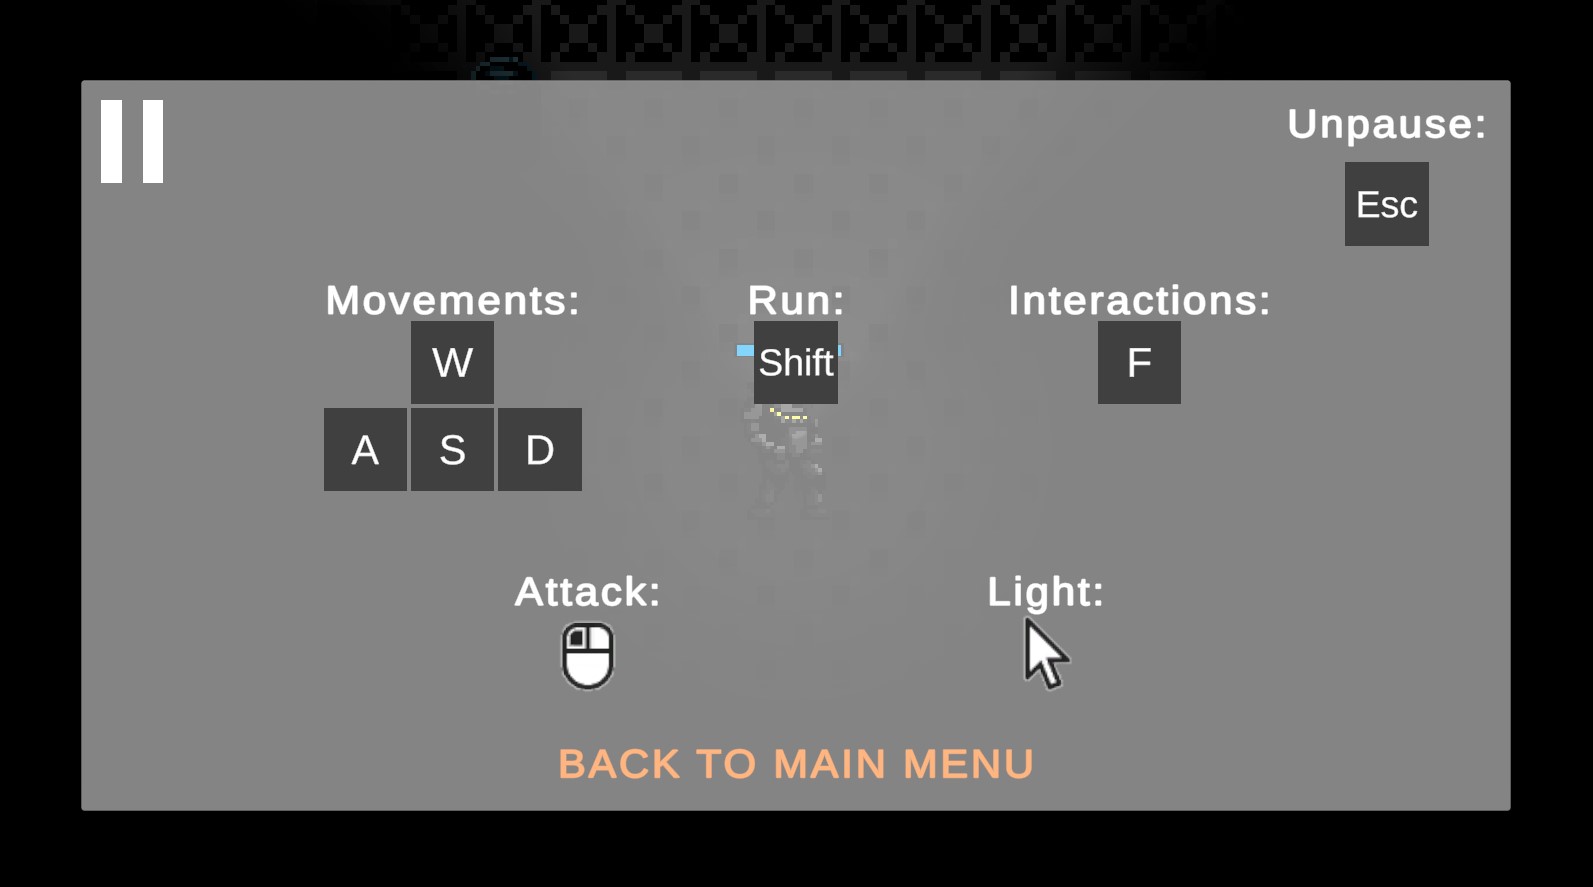 Unpause:
Esc
Movements:
Run:
Interactions:
W
Shift
F
A S D
Attack:
Light:
BACK TO MAIN MENU